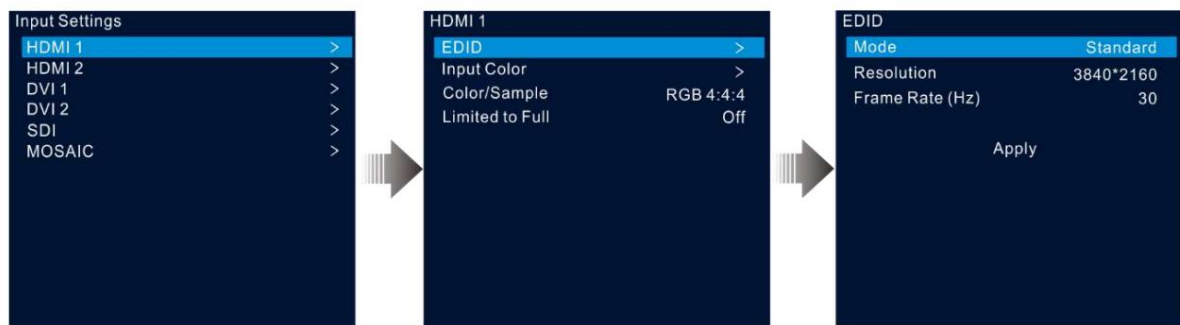 Input Settings
HDMI 1 >
HDMI 2 >
DVI 1 >
DVI 2 >
SDI >
MOSAIC >
HDMI 1
EDID >
Input Color >
Color/Sample RGB 4:4:4
Limited to Full Off
EDID
Mode Standard
Resolution 3840*2160
Frame Rate (Hz) 30
Apply